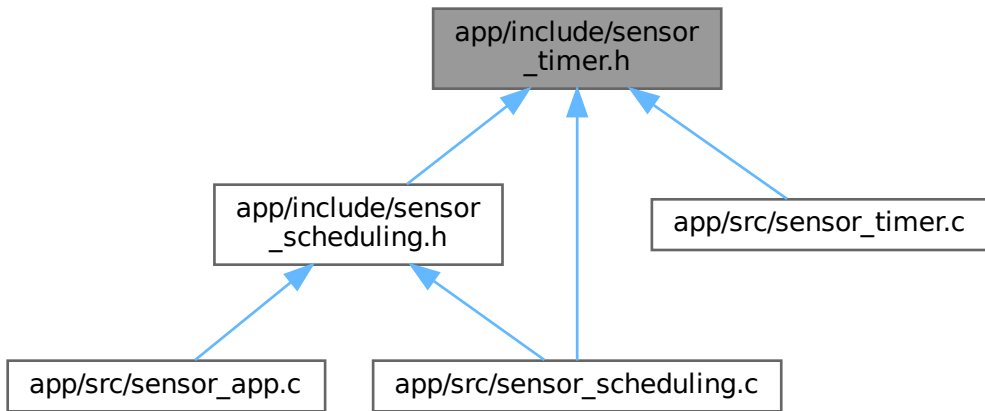 app/include/sensor
_timer.h
app/include/sensor
_scheduling.h
app/src/sensor_timer.c
app/src/sensor_app.c
app/src/sensor_scheduling.c